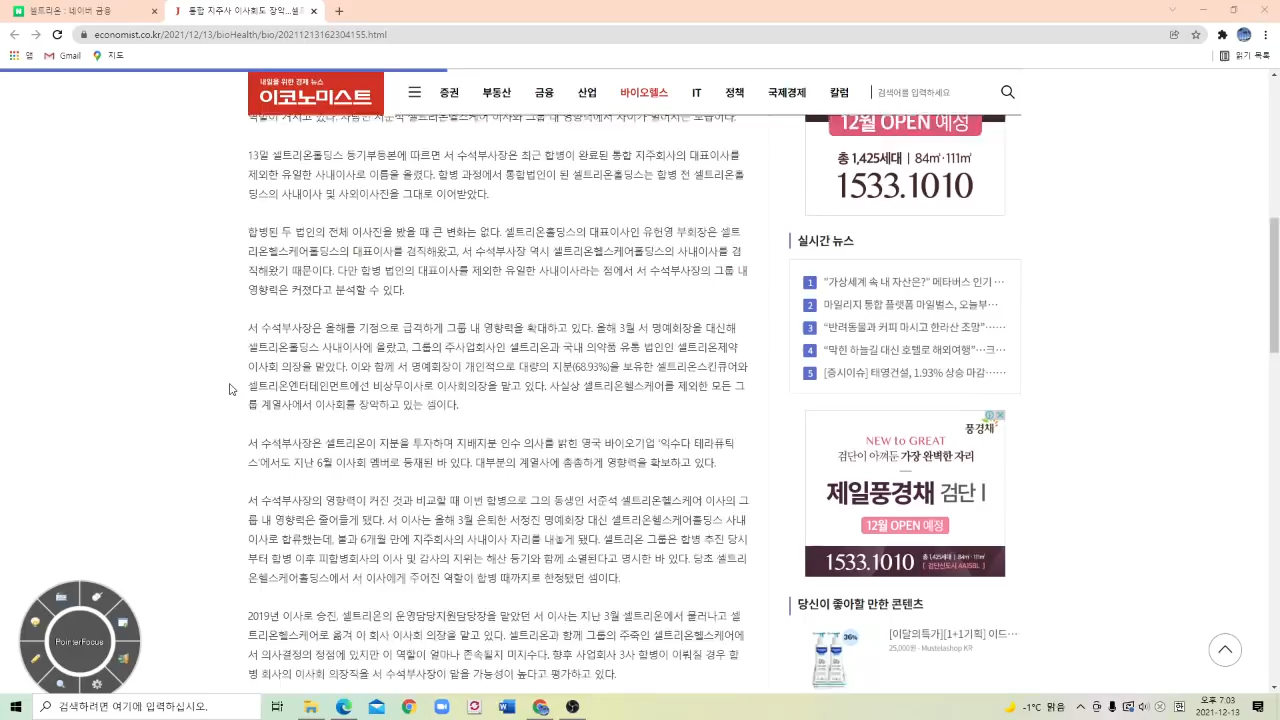 셀트리온 : 네이버 금융
통합 지주사 이사도 장악...셀트
economist.co.kr/2021/12/13/bioHealth/bio/20211213162304155.html
앱
Gmail
지도
읽기 목록
내일을 위한 경제 뉴스
이코노미스트
증권
부동산
금융
산업
바이오헬스
IT
정책
국제경제
칼럼
검색어를 입력하세요
13일 셀트리온홀딩스 등기부등본에 따르면 서 수석부사장은 최근 합병이 완료된 통합 지주회사의 대표이사를
제외한 유일한 사내이사로 이름을 올렸다. 합병 과정에서 통합법인이 된 셀트리온홀딩스는 합병 전 셀트리온홀
딩스의 사내이사 및 사외이사진을 그대로 이어받았다.
합병된 두 법인의 전체 이사진을 봤을 때 큰 변화는 없다. 셀트리온홀딩스의 대표이사인 유헌영 부회장은 셀트
리온헬스케어홀딩스의 대표이사를 겸직해왔고, 서 수석부사장 역시 셀트리온헬스케어홀딩스의 사내이사를 겸
직해왔기 때문이다. 다만 합병 법인의 대표이사를 제외한 유일한 사내이사라는 점에서 서 수석부사장의 그룹 내
영향력은 커졌다고 분석할 수 있다.
서 수석부사장은 올해를 기점으로 급격하게 그룹 내 영향력을 확대하고 있다. 올해 3월 서 명예회장을 대신해
셀트리온홀딩스 사내이사에 올랐고, 그룹의 주사업회사인 셀트리온과 국내 의약품 유통 법인인 셀트리온제약
이사회 의장을 맡았다. 이와 함께 서 명예회장이 개인적으로 대량의 지분(68.93%)을 보유한 셀트리온스킨큐어와
셀트리온엔터테인먼트에선 비상무이사로 이사회의장을 맡고 있다. 사실상 셀트리온헬스케어를 제외한 모든 그
룹 계열사에서 이사회를 장악하고 있는 셈이다.
서 수석부사장은 셀트리온이 지분을 투자하며 지배지분 인수 의사를 밝힌 영국 바이오기업 '익수다 테라퓨틱
스'에서도 지난 6월 이사회 멤버로 등재된 바 있다. 대부분의 계열사에 촘촘하게 영향력을 확보하고 있다.
서 수석부사장의 영향력이 커진 것과 비교할 때 이번 합병으로 그의 동생인 서준석 셀트리온헬스케어 이사의 그
룹 내 영향력은 줄어들게 됐다. 서 이사는 올해 3월 은퇴한 서정진 명예회장 대신 셀트리온헬스케어홀딩스 사내
이사로 합류했는데, 불과 6개월 만에 지주회사의 사내이사 자리를 내놓게 됐다. 셀트리온 그룹은 합병 추진 당시
부터 합병 이후 피합병회사의 이사 및 감사의 지위는 해산 등기와 함께 소멸된다고 명시한 바 있다. 당초 셀트리
온헬스케어홀딩스에서 서 이사에게 주어진 역할이 합병 때까지로 한정됐던 셈이다.
2019년 이사로 승진, 셀트리온의 운영담당지원담당장을 맡았던 서 이사는 지난 3월 셀트리온에서 물러나고 셀
트리온헬스케어로 옮겨 이 회사 이사회 의장을 맡고 있다. 셀트리온과 함께 그룹의 주축인 셀트리온헬스케어에
서 의사결정의 정점에 있지만 이 역할이 얼마나 존속될지 미지수다. 향후 사업회사 3사 합병이 이뤄질 경우 합
병 회사의 이사회 의장직을 서 수석부사장이 맡을 가능성이 높다고 평가하고 있다.
12월 OPEN 예정
총 1,425세대 | 84㎡·111㎡
1533.1010
실시간 뉴스
1 "가상세계 속 내 자산은?" 메타버스 인기 …
2 마일리지 통합 플랫폼 마일벌스, 오늘부…
3 “반려동물과 커피 마시고 한라산 조망”……
4 “막힌 하늘길 대신 호텔로 해외여행”…크…
5 [증시이슈] 태영건설, 1.93% 상승 마감……
풍경채
NEW to GREAT
검단이 아껴둔 가장 완벽한 자리
제일풍경채 검단 I
12월 OPEN 예정
1533.1010
총 1,425세대 | 84㎡·111㎡
[ 검단신도시 AA15BL ]
당신이 좋아할 만한 콘텐츠
36%
[이달의특가][1+1기획] 이드…
25,000원 - Mustelashop KR
PointerFocus
검색하려면 여기에 입력하십시오.
-1°C 맑음
오후 7:03
2021-12-13